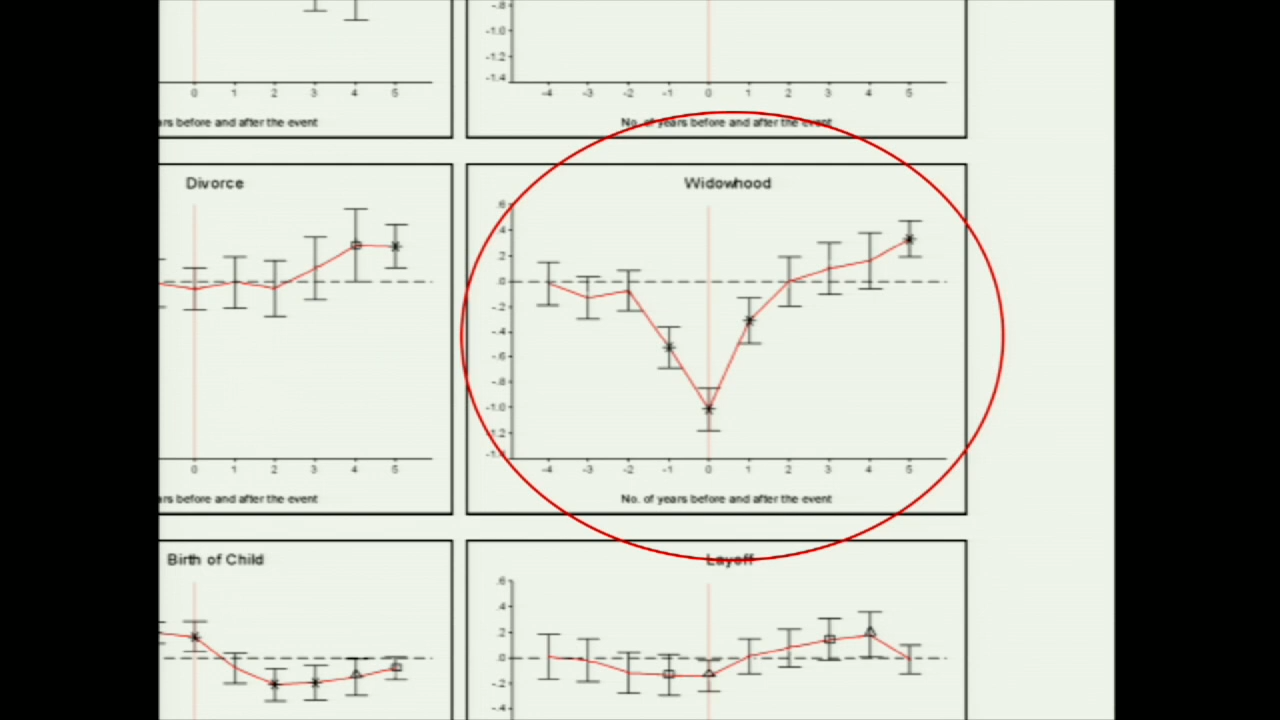 -.8
-1.0
-1.2
-1.4
0 1 2 3 4 5
-4 -3 -2 -1 0 1 2 3 4 5
rs before and after the event
No. of years before and after the event
Divorce
Widowhood
.6
.4
.2
.0
-.2
-.4
-.6
-.8
-1.0
0 1 2 3 4 5
-4 -3 -2 -1 0 1 2 3 4 5
rs before and after the event
No. of years before and after the event
Birth of Child
Layoff
.6
.4
.2
.0
-.2
-.4